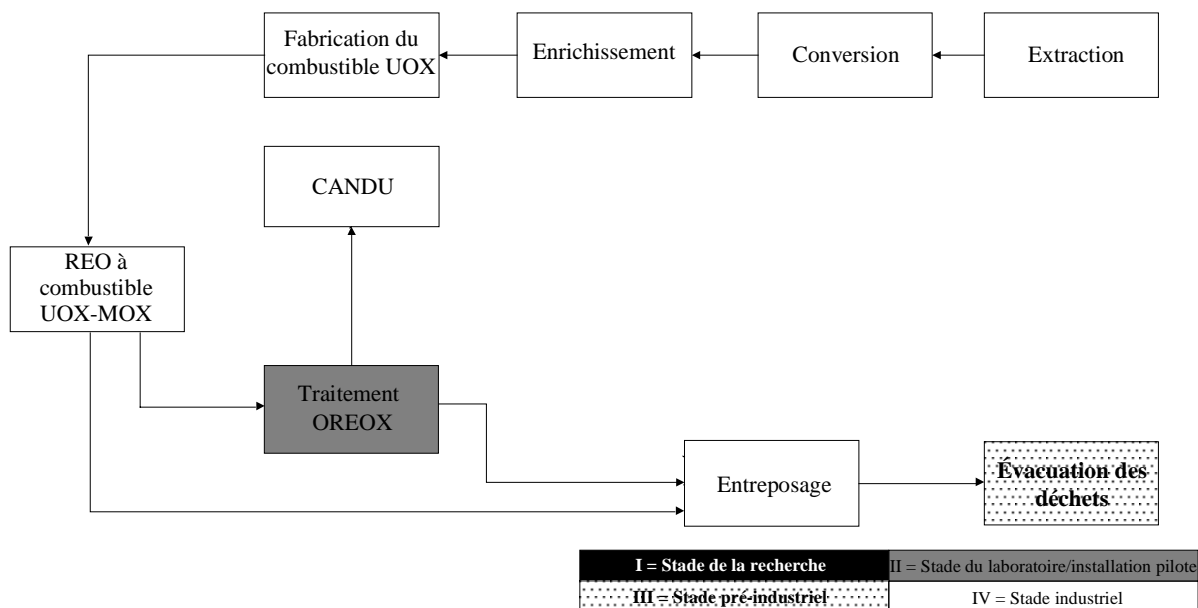 Fabrication du
combustible UOX
Enrichissement
Conversion
Extraction
CANDU
REO à
combustible
UOX-MOX
Traitement
OREOX
Entreposage
Évacuation des
déchets
I = Stade de la recherche
II = Stade du laboratoire/installation pilote
III = Stade pré-industriel
IV = Stade industriel